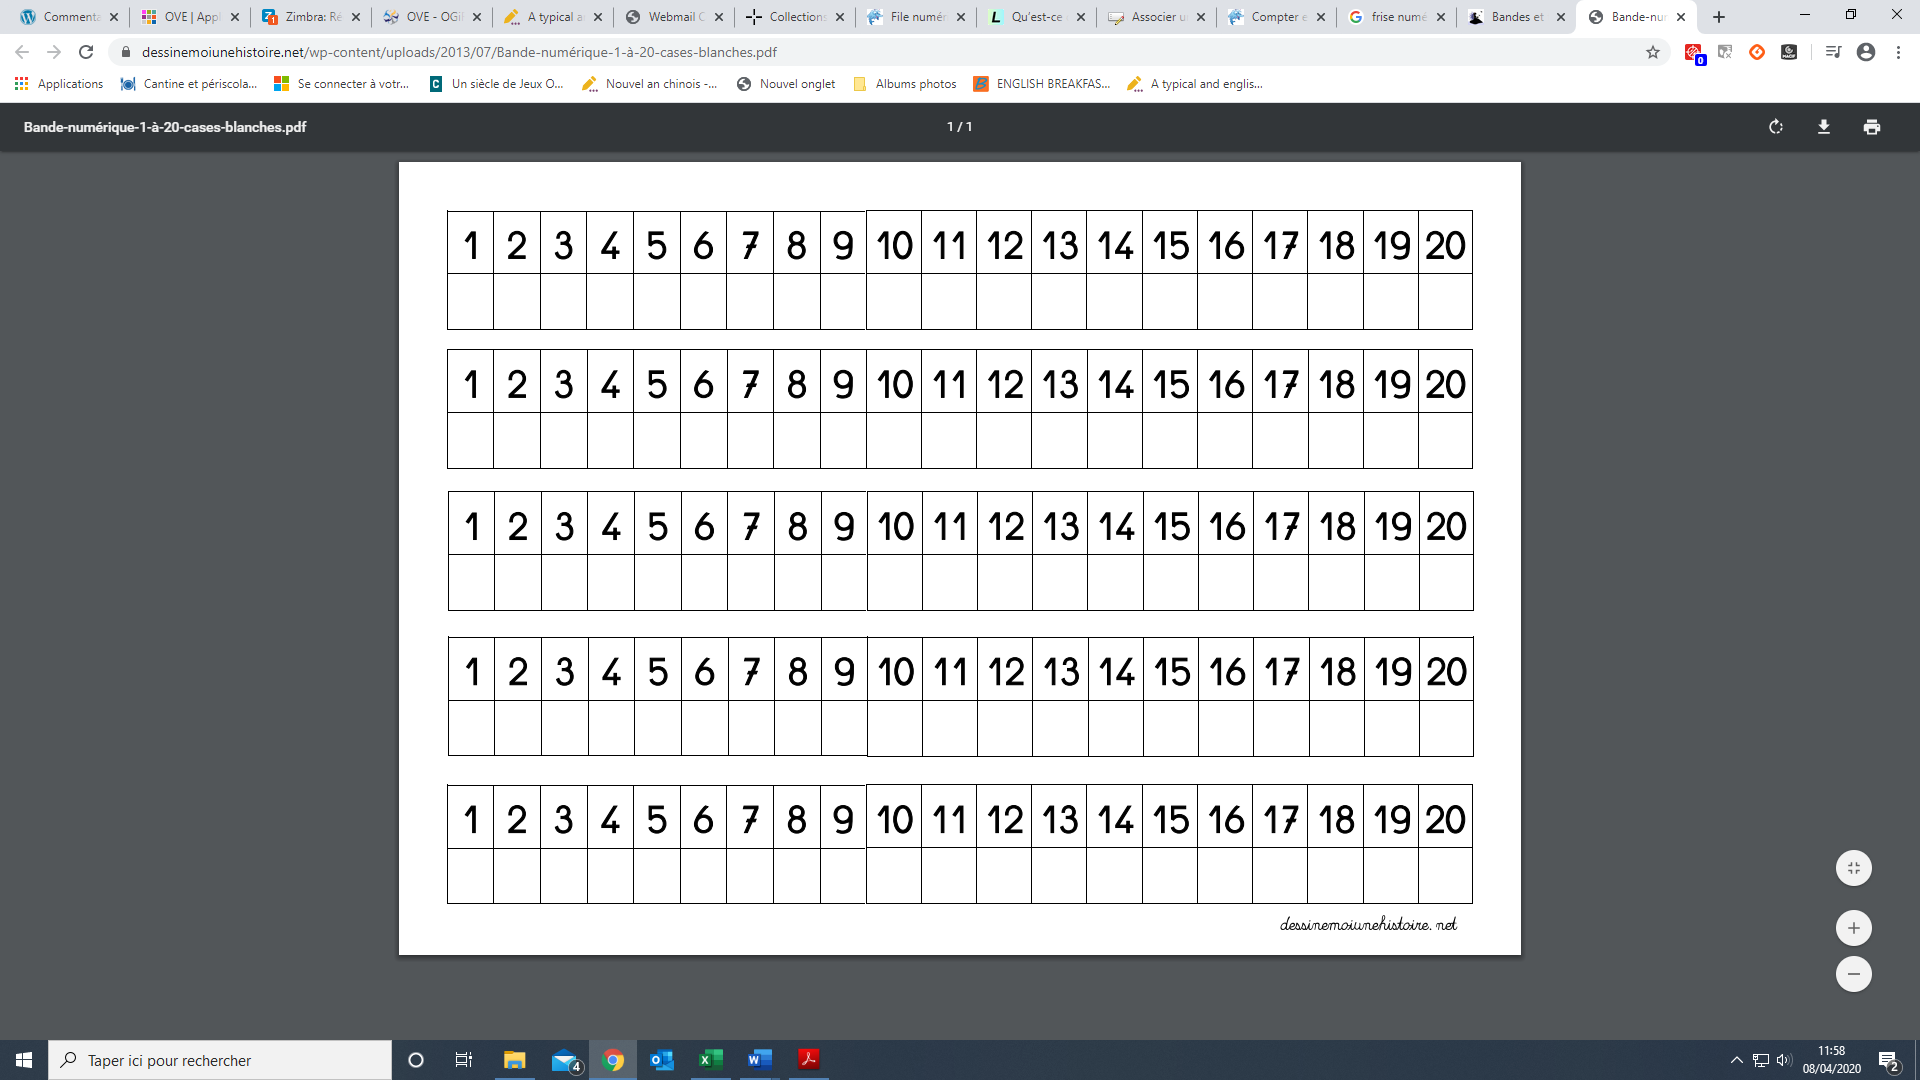 Commenta OVE | Appl Zimbra: Ré OVE - OGi A typical a Webmail C Collections File numér Qu'est-ce Associer u Compter e frise numé Bandes et Bande-nu
dessinemoiunehistoire.net/wp-content/uploads/2013/07/Bande-numérique-1-à-20-cases-blanches.pdf
Applications Cantine et périscola... Se connecter à votr... Un siècle de Jeux O... Nouvel an chinois -... Nouvel onglet Albums photos ENGLISH BREAKFAS... A typical and englis...
Bande-numérique-1-à-20-cases-blanches.pdf 1 / 1
1 2 3 4 5 6 7 8 9 10 11 12 13 14 15 16 17 18 19 20
1 2 3 4 5 6 7 8 9 10 11 12 13 14 15 16 17 18 19 20
1 2 3 4 5 6 7 8 9 10 11 12 13 14 15 16 17 18 19 20
1 2 3 4 5 6 7 8 9 10 11 12 13 14 15 16 17 18 19 20
1 2 3 4 5 6 7 8 9 10 11 12 13 14 15 16 17 18 19 20
dessinemoiunehistoire.net
Taper ici pour rechercher 4 11:58
08/04/2020 2